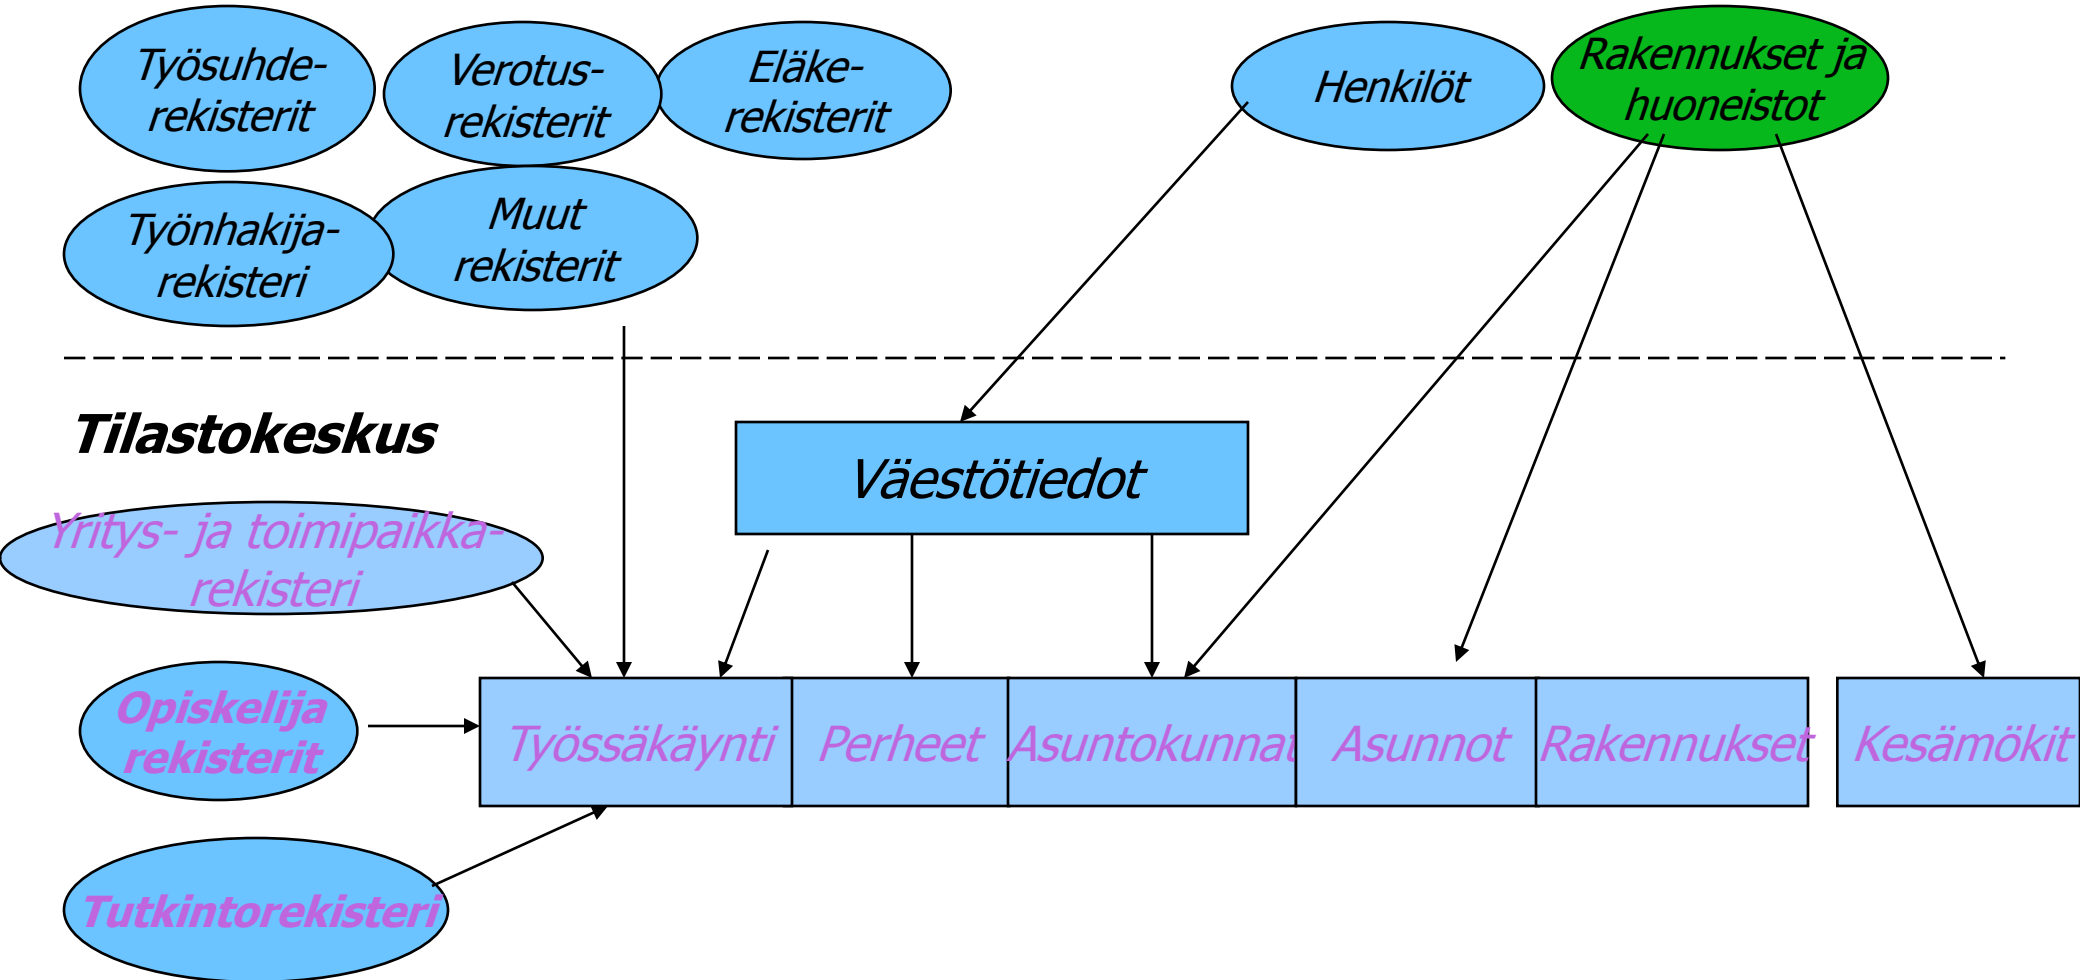 Työsuhde-
rekisterit
Verotus-
rekisterit
Eläke-
rekisterit
Henkilöt
Rakennukset ja
huoneistot
Työnhakija-
rekisteri
Muut
rekisterit
Tilastokeskus
Väestötiedot
Yritys- ja toimipaikka-
rekisteri
Opiskelija
rekisterit
Työssäkäynti
Perheet
Asuntokunnat
Asunnot
Rakennukset
Kesämökit
Tutkintorekisteri